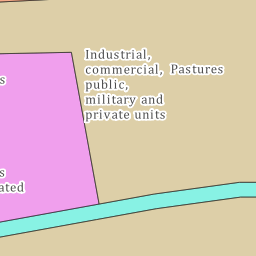 Industrial,
commercial,
public,
military and
private units
Pastures
s
s
ated